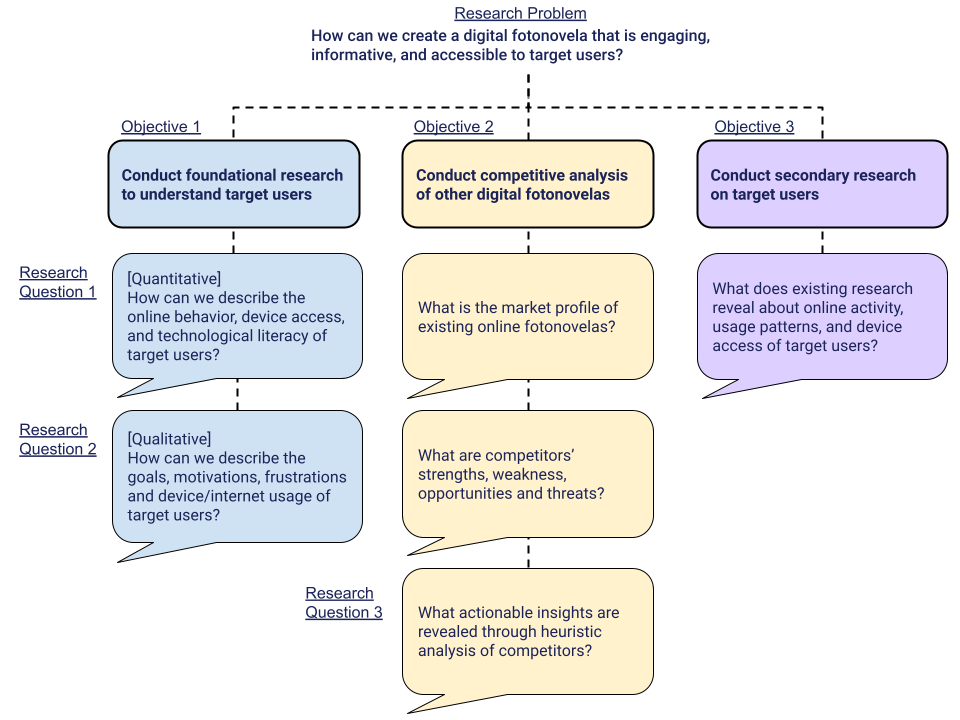 Research Problem
How can we create a digital fotonovela that is engaging,
informative, and accessible to target users?
Objective 1
Objective 2
Objective 3
Conduct foundational research
to understand target users
Conduct competitive analysis
of other digital fotonovelas
Conduct secondary research
on target users
Research
Question 1
[Quantitative]
How can we describe the
online behavior, device access,
and technological literacy of
target users?
What is the market profile of
existing online fotonovelas?
What does existing research
reveal about online activity,
usage patterns, and device
access of target users?
Research
Question 2
[Qualitative]
How can we describe the
goals, motivations, frustrations
and device/internet usage of
target users?
What are competitors’
strengths, weakness,
opportunities and threats?
Research
Question 3
What actionable insights are
revealed through heuristic
analysis of competitors?